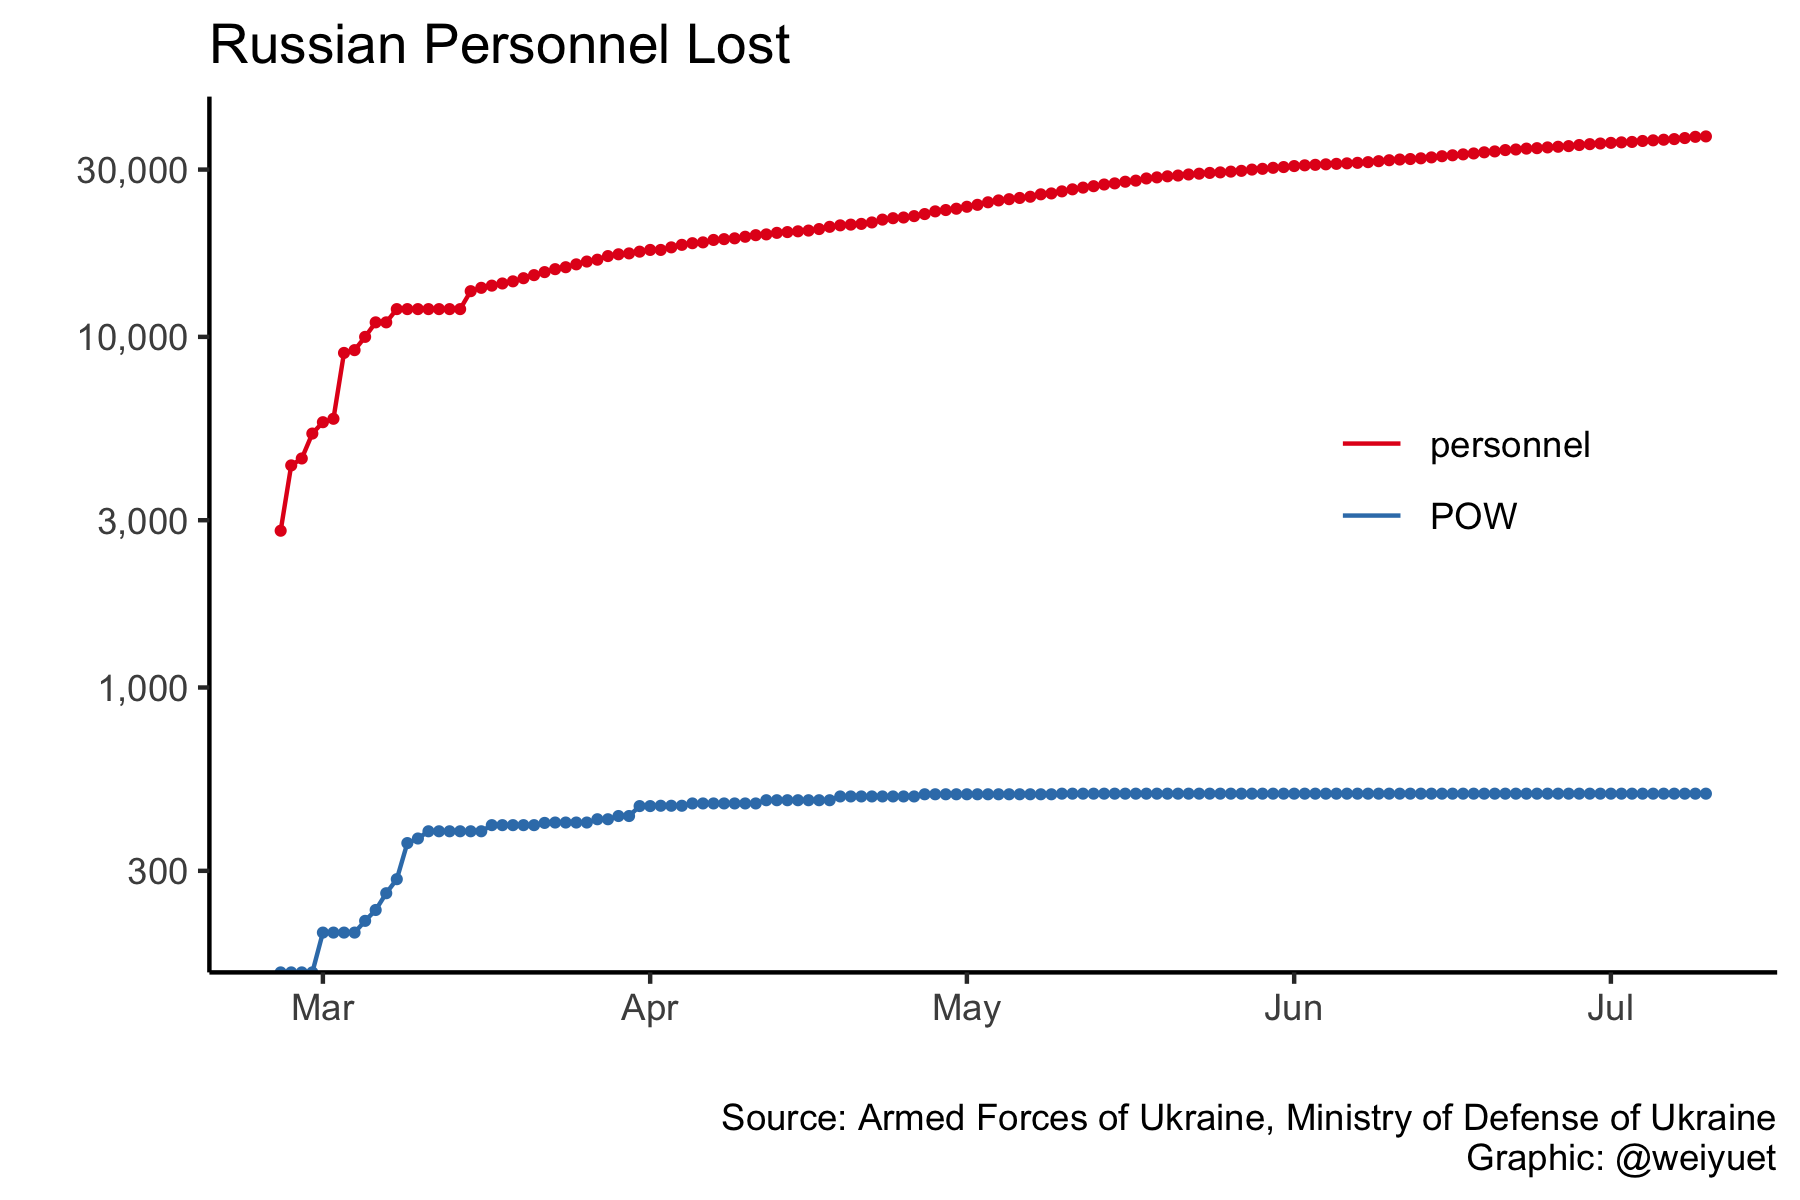 Russian Personnel Lost
30,000
10,000
3,000
1,000
300
personnel
POW
Mar
Apr
May
Jun
Jul
Source: Armed Forces of Ukraine, Ministry of Defense of Ukraine
Graphic: @weiyuet